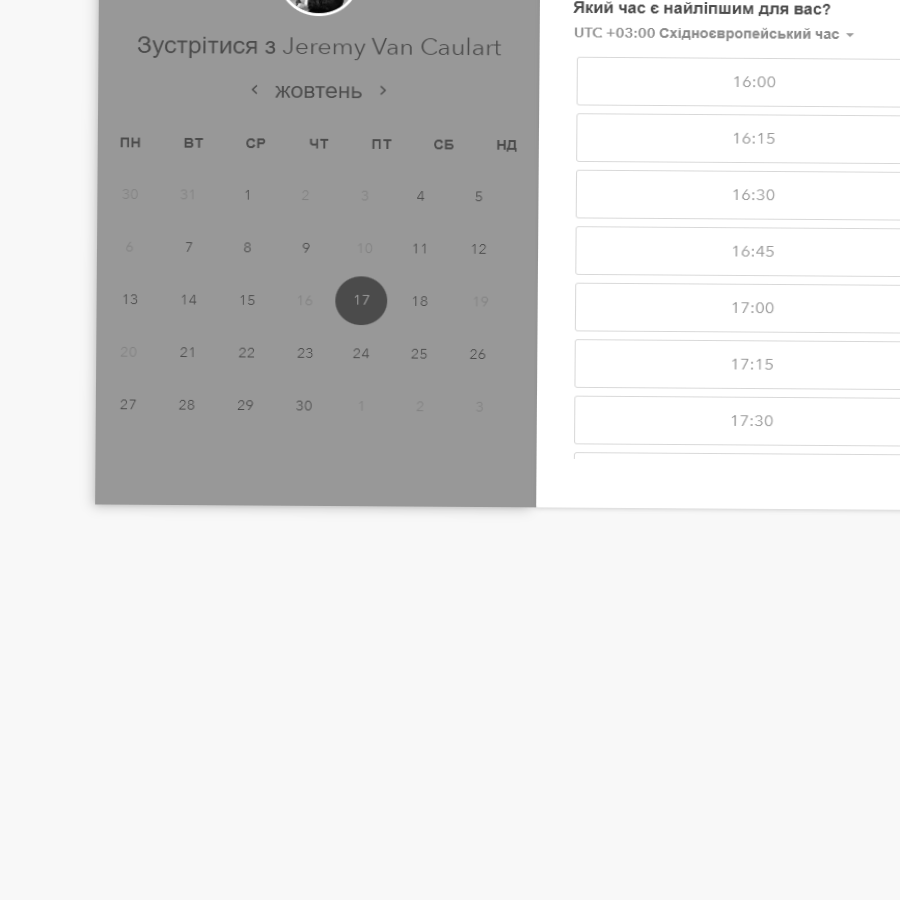 Зустрітися з Jeremy Van Caulart
жовтень
ПН ВТ СР ЧТ ПТ СБ НД
30 31 1 2 3 4 5
6 7 8 9 10 11 12
13 14 15 16 17 18 19
20 21 22 23 24 25 26
27 28 29 30 1 2 3
Який час є найліпшим для вас?
UTC +03:00 Східноєвропейський час
16:00
16:15
16:30
16:45
17:00
17:15
17:30